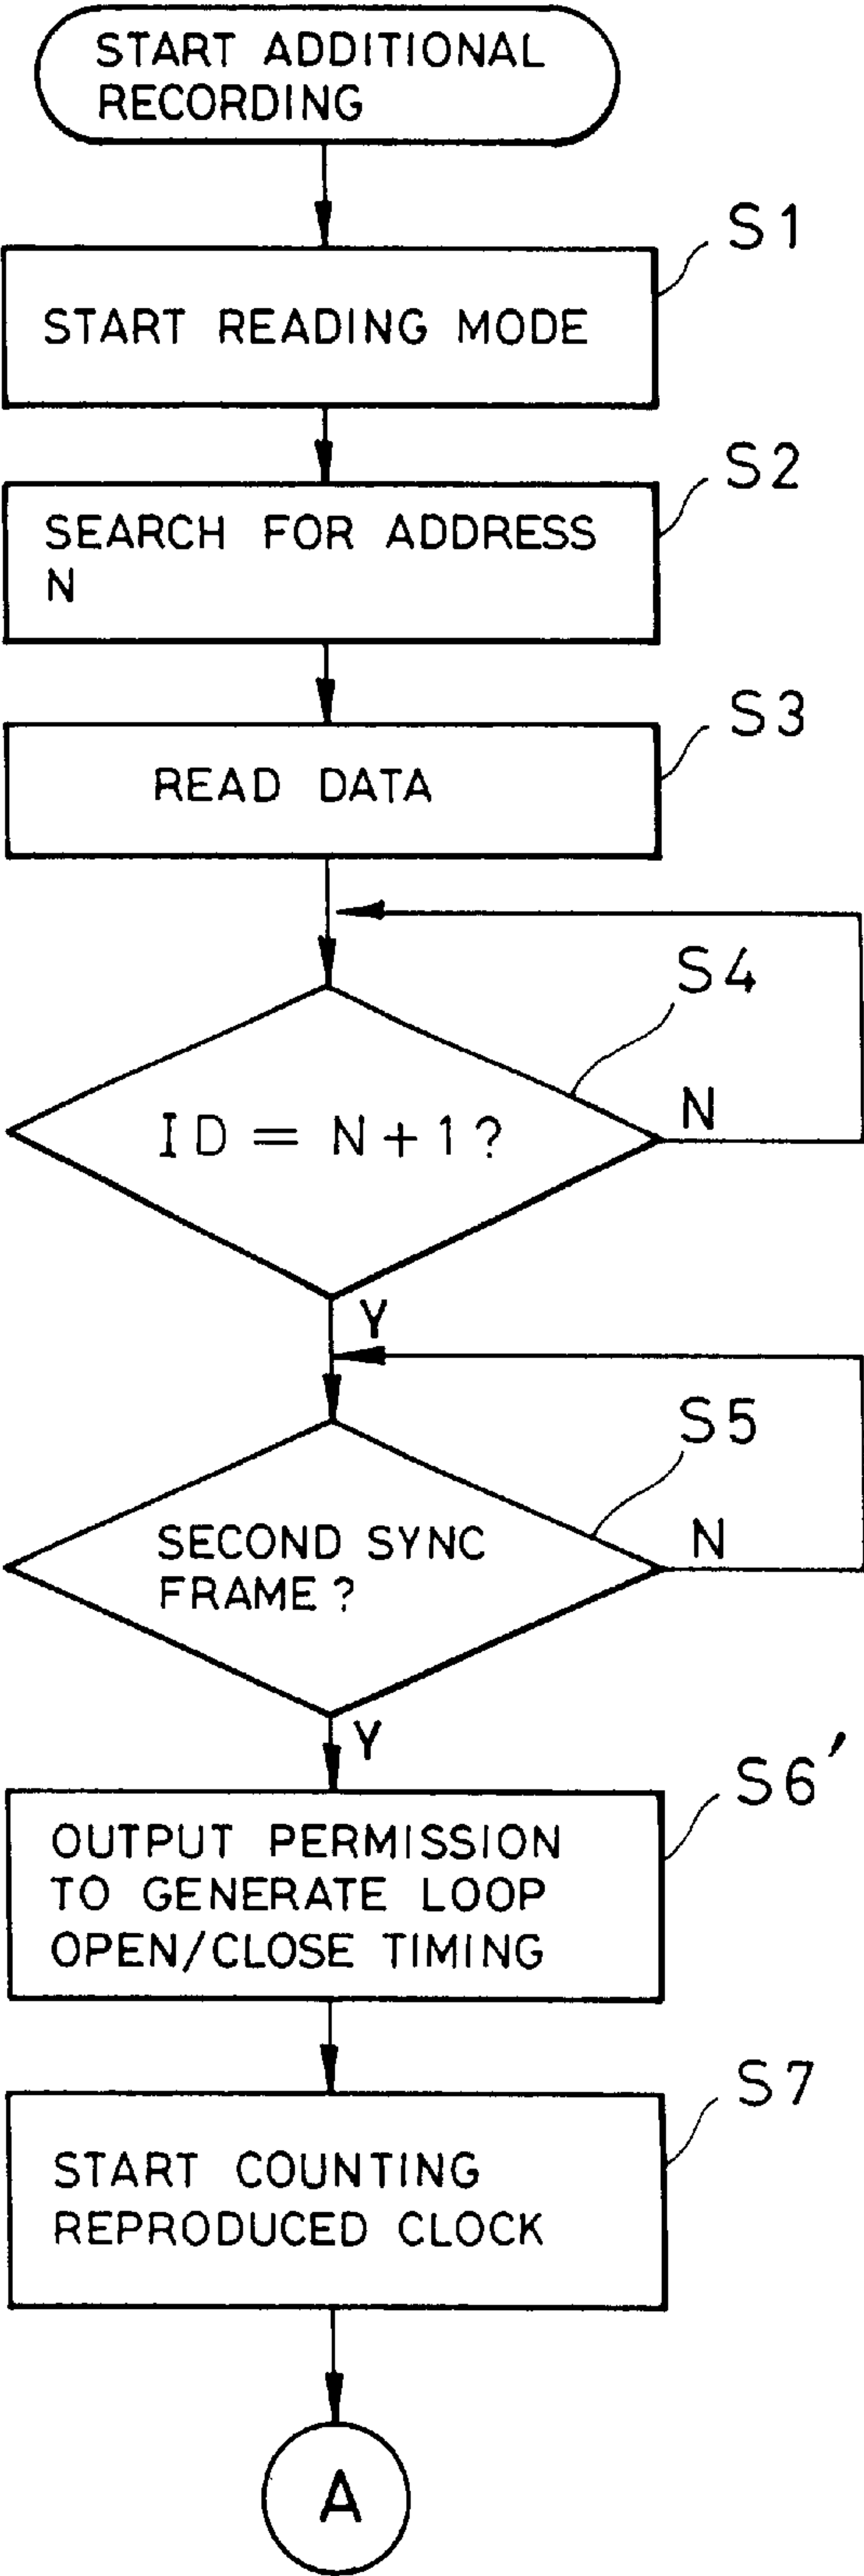 START ADDITIONAL
RECORDING
S1
START READING MODE
S2
SEARCH FOR ADDRESS
N
S3
READ DATA
S4
ID = N+1?
N
Y
S5
SECOND SYNC
FRAME?
N
Y
S6'
OUTPUT PERMISSION
TO GENERATE LOOP
OPEN/CLOSE TIMING
S7
START COUNTING
REPRODUCED CLOCK
A